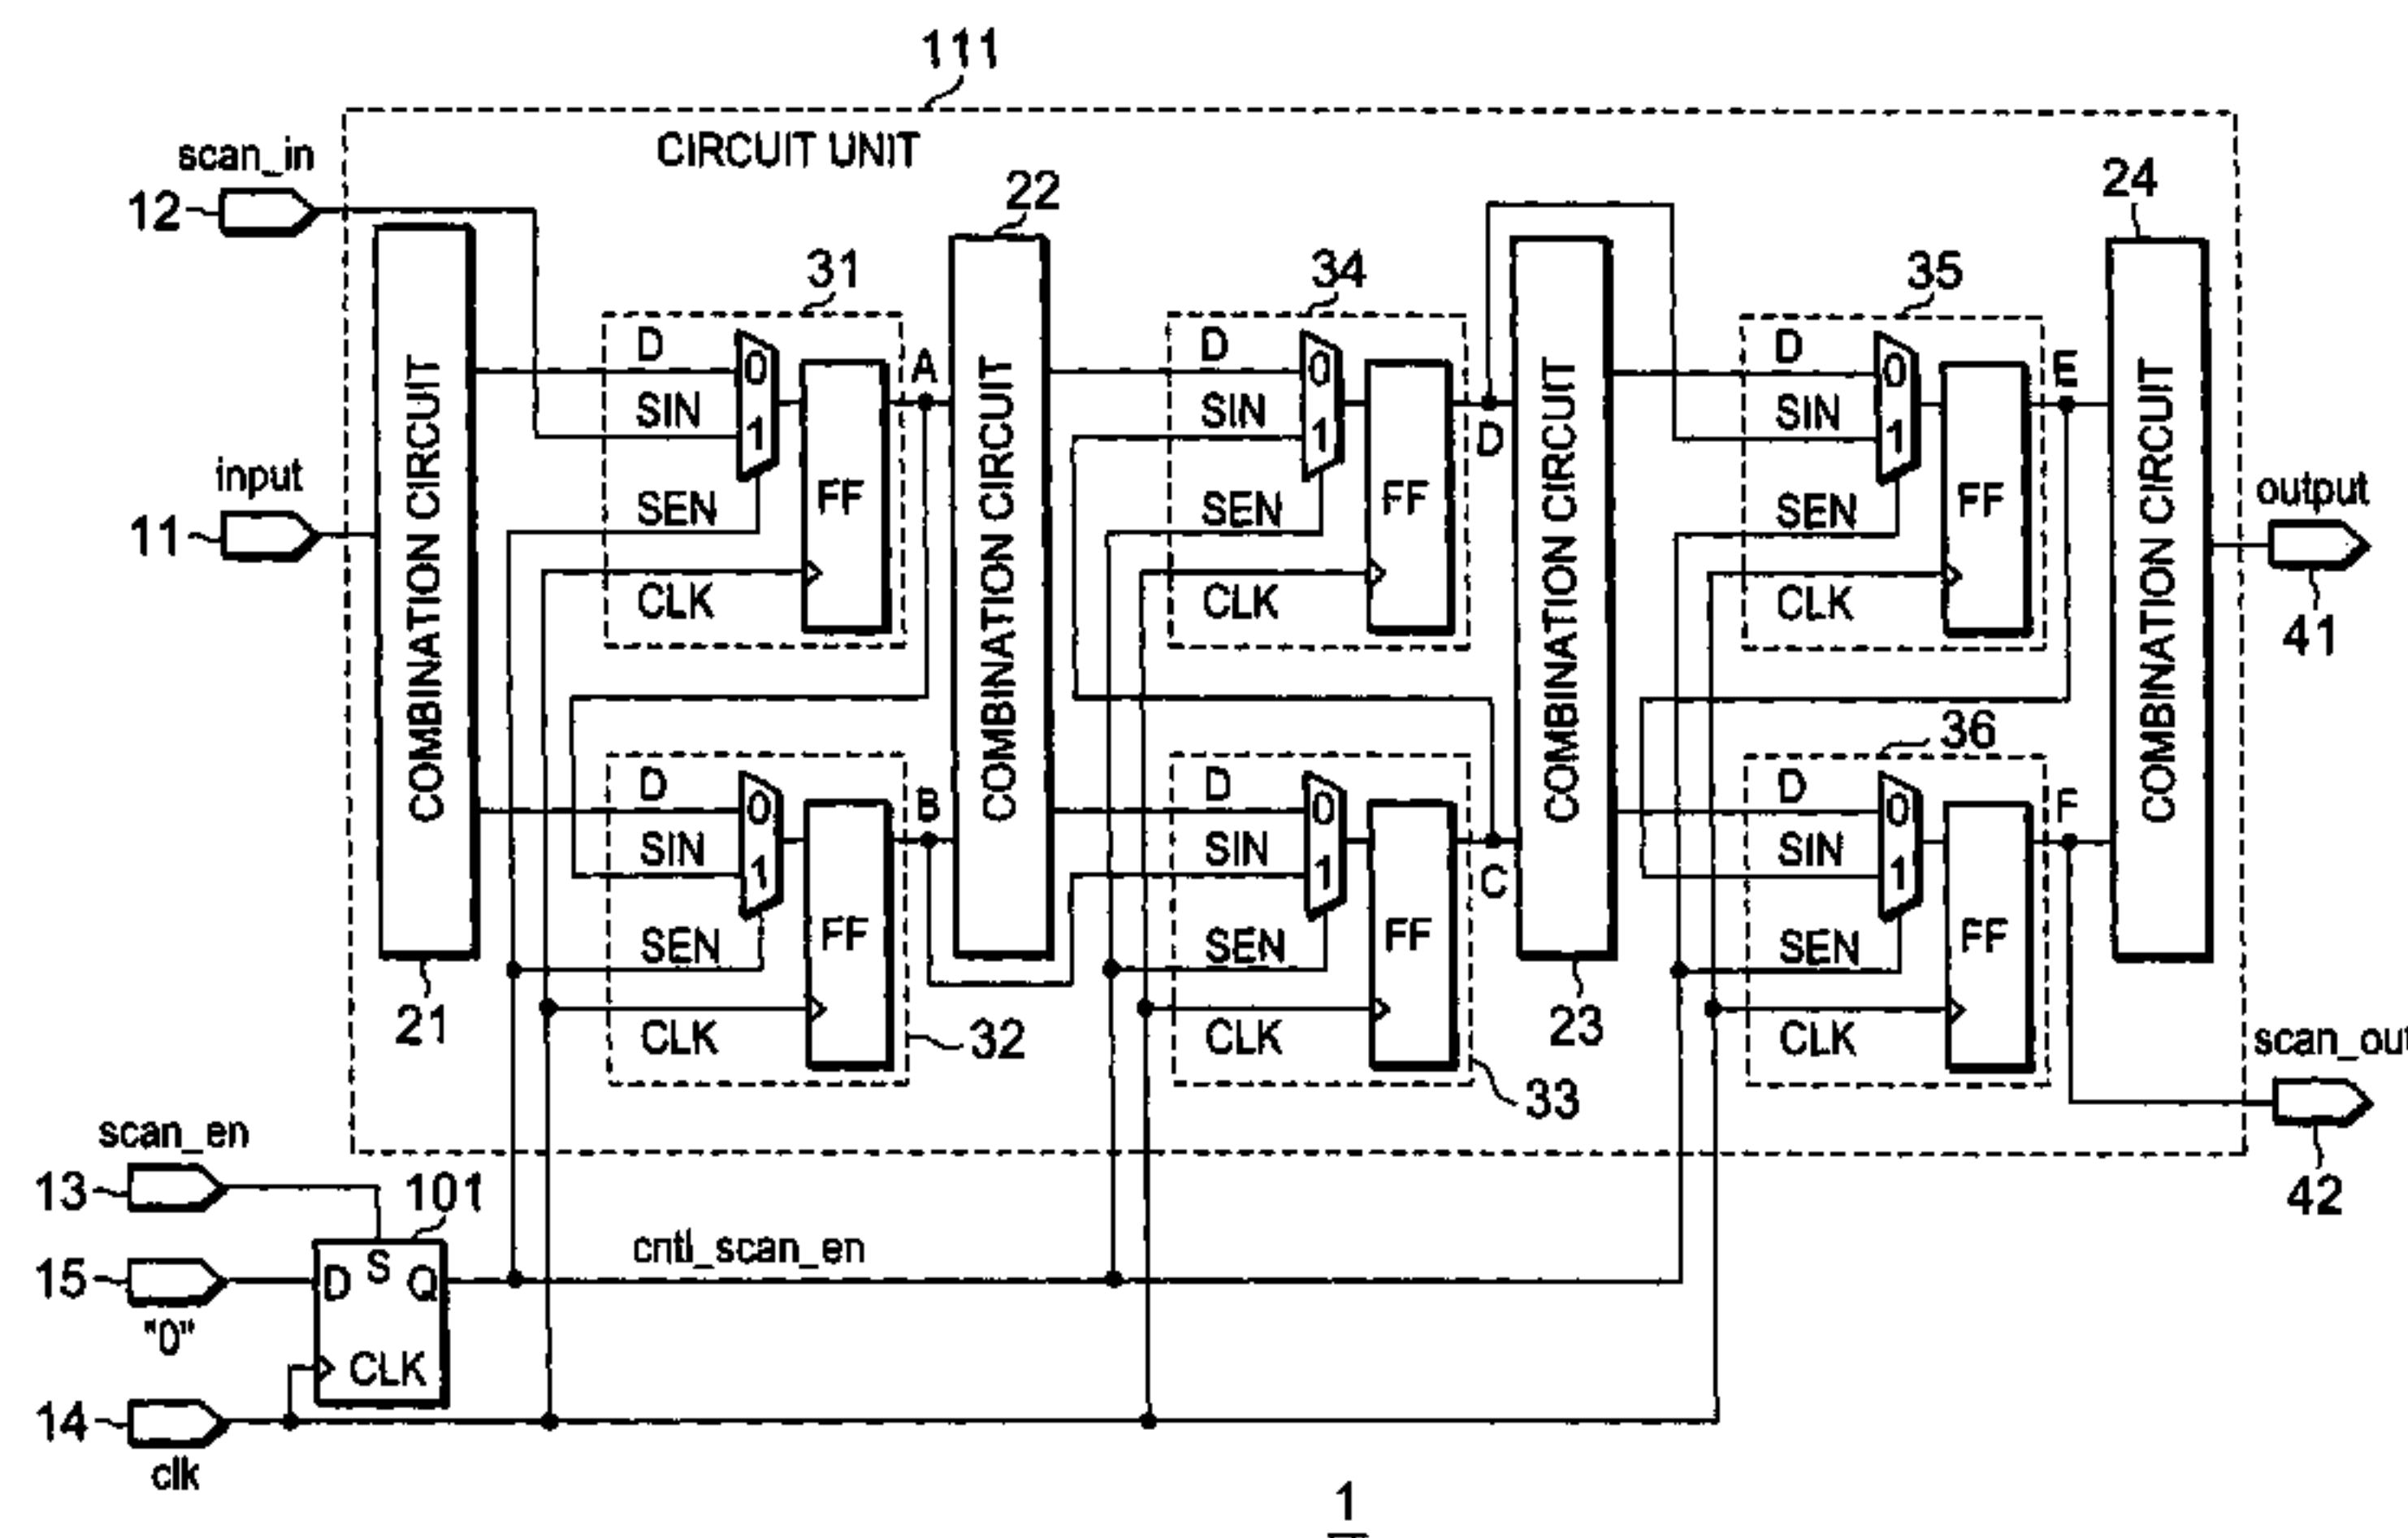 111
CIRCUIT UNIT
scan_in
12
input
11
COMBINATION CIRCUIT
21
31
D
0
SIN
1
SEN
FF
CLK
A
D
0
SIN
1
SEN
FF
CLK
32
B
22
COMBINATION CIRCUIT
34
D
0
SIN
1
SEN
FF
CLK
D
D
0
SIN
1
SEN
FF
CLK
33
C
COMBINATION CIRCUIT
23
35
D
0
SIN
1
SEN
FF
CLK
E
36
D
0
SIN
1
SEN
FF
CLK
F
24
COMBINATION CIRCUIT
output
41
scan_out
42
scan_en
13
101
S
15
D
Q
"0"
CLK
14
clk
cntl_scan_en
1